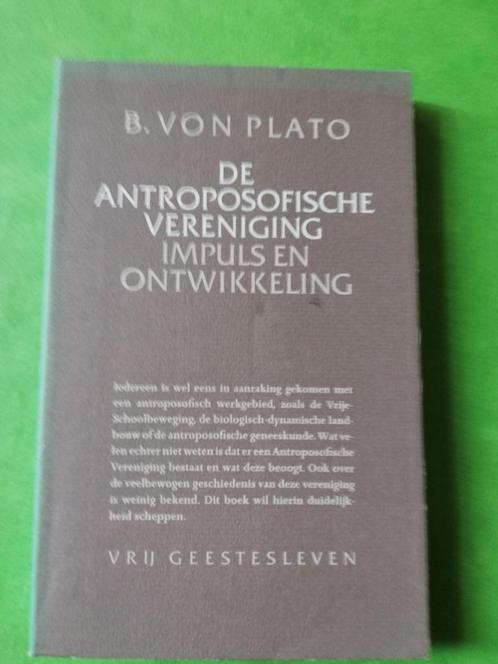 B. VON PLATO
DE
ANTROPOSOFISCHE
VERENIGING
IMPULS EN
ONTWIKKELING
Iedereen is wel eens in aanraking gekomen met
een antroposofisch werkgebied, zoals de Vrije-
Schoolbeweging, de biologisch-dynamische land-
bouw of de antroposofische geneeskunde. Wat ve-
len echter niet weten is dat er een Antroposofische
Vereniging bestaat en wat deze beoogt. Ook over
de veelbewogen geschiedenis van deze vereniging
is weinig bekend. Dit boek wil hierin duidelijk-
heid scheppen.
VRIJ GEESTESLEVEN